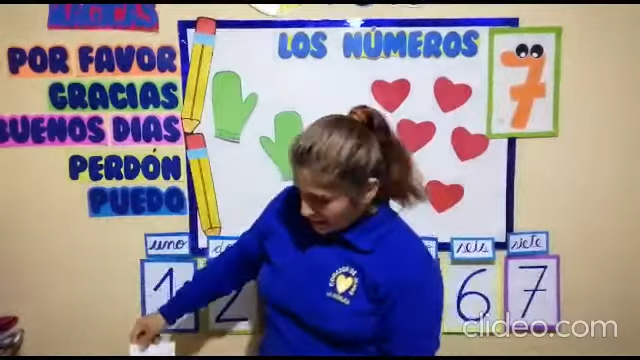 POR FAVOR
GRACIAS
BUENOS DIAS
PERDÓN
PUEDO
LOS NÚMEROS
7
uno
seis
siete
1
2
6
7
clideo.com